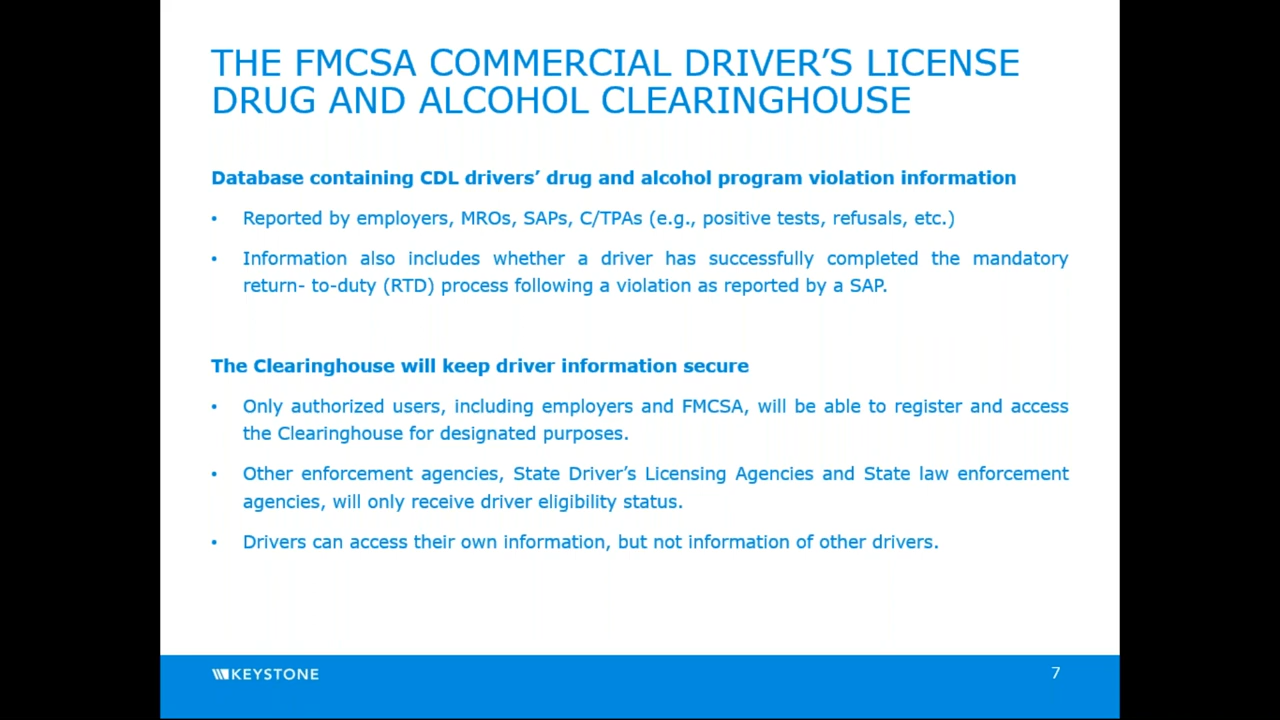 THE FMCSA COMMERCIAL DRIVER’S LICENSE
DRUG AND ALCOHOL CLEARINGHOUSE
Database containing CDL drivers’ drug and alcohol program violation information
• Reported by employers, MROs, SAPs, C/TPAs (e.g., positive tests, refusals, etc.)
• Information also includes whether a driver has successfully completed the mandatory
return- to-duty (RTD) process following a violation as reported by a SAP.
The Clearinghouse will keep driver information secure
• Only authorized users, including employers and FMCSA, will be able to register and access
the Clearinghouse for designated purposes.
• Other enforcement agencies, State Driver’s Licensing Agencies and State law enforcement
agencies, will only receive driver eligibility status.
• Drivers can access their own information, but not information of other drivers.
KEYSTONE
7